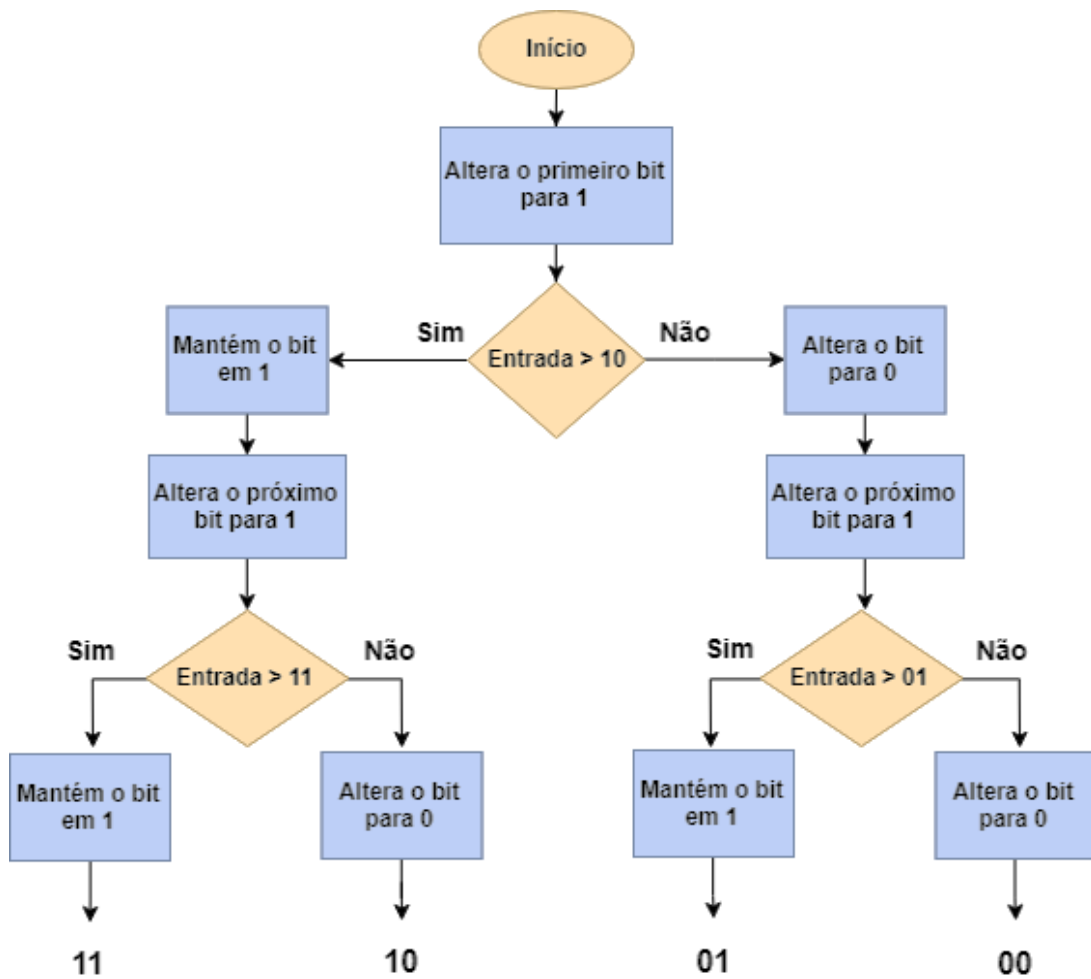 Início
Altera o primeiro bit
para 1
Sim
Não
Mantém o bit
em 1
Entrada > 10
Altera o bit
para 0
Altera o próximo
bit para 1
Altera o próximo
bit para 1
Sim
Não
Entrada > 11
Sim
Não
Entrada > 01
Mantém o bit
em 1
Altera o bit
para 0
Mantém o bit
em 1
Altera o bit
para 0
11
10
01
00